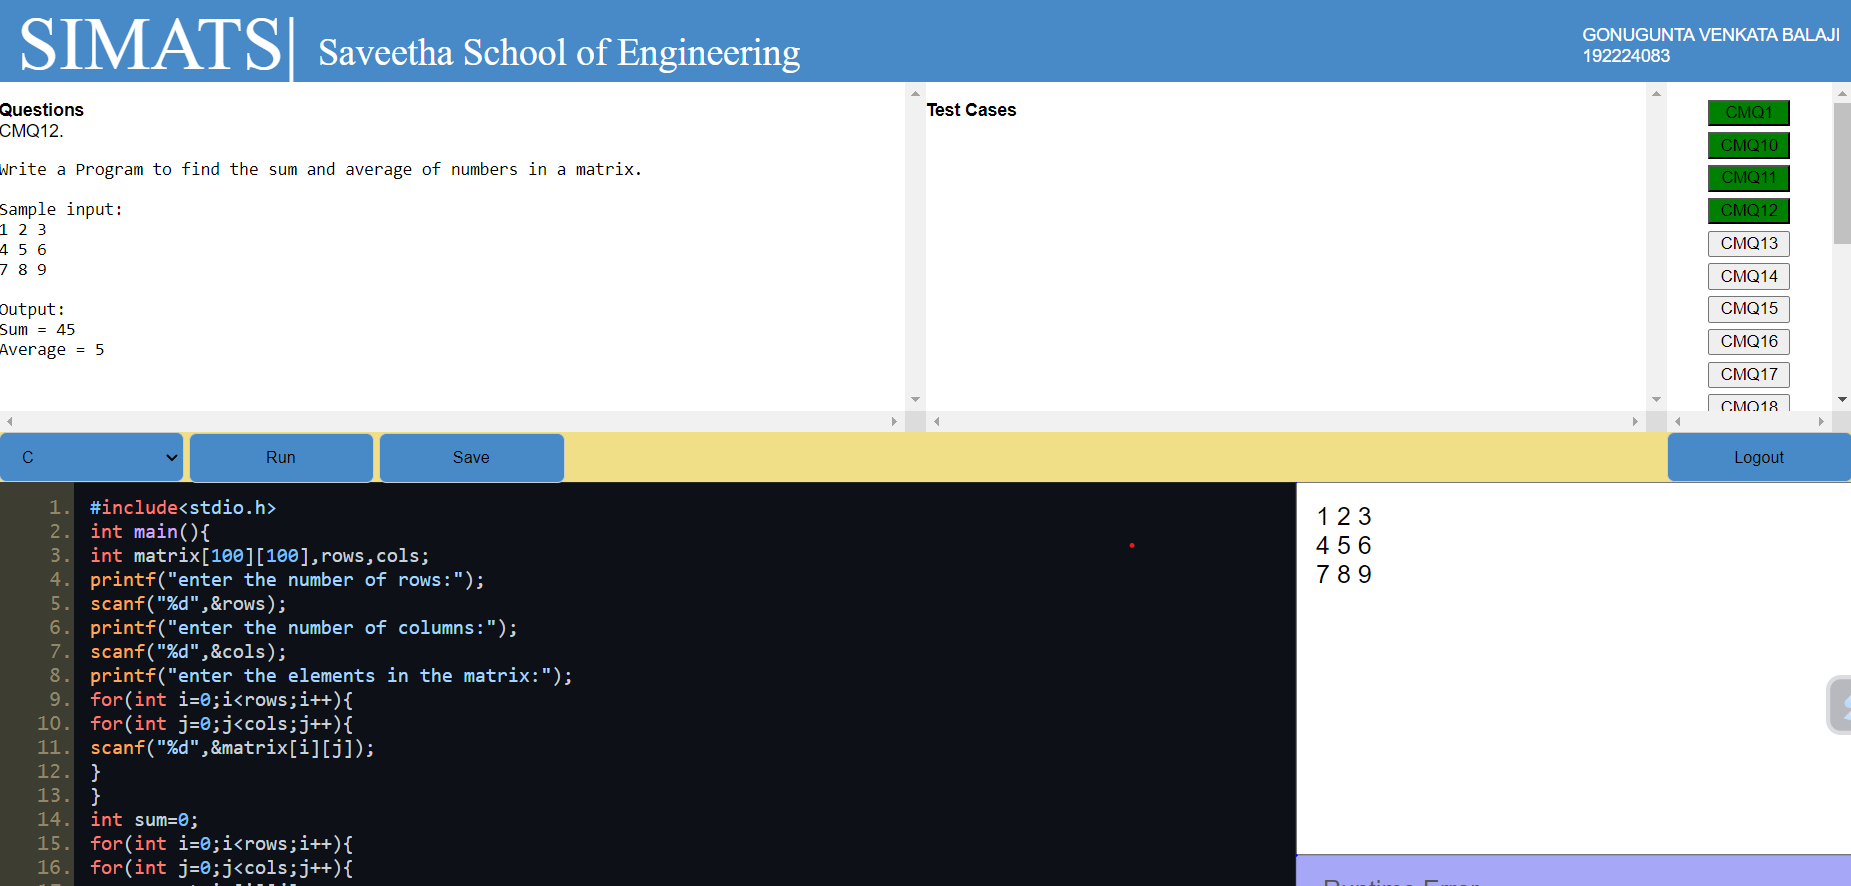 SIMATS| Saveetha School of Engineering
GONUGUNTA VENKATA BALAJI
192224083
Questions
CMQ12.
Write a Program to find the sum and average of numbers in a matrix.
Sample input:
1 2 3
4 5 6
7 8 9
Output:
Sum = 45
Average = 5
Test Cases
CMQ1
CMQ10
CMQ11
CMQ12
CMQ13
CMQ14
CMQ15
CMQ16
CMQ17
CMQ18
C
Run
Save
Logout
1. #include<stdio.h>
2. int main(){
3. int matrix[100][100],rows,cols;
4. printf("enter the number of rows:");
5. scanf("%d",&rows);
6. printf("enter the number of columns:");
7. scanf("%d",&cols);
8. printf("enter the elements in the matrix:");
9. for(int i=0;i<rows;i++){
10. for(int j=0;j<cols;j++){
11. scanf("%d",&matrix[i][j]);
12. }
13. }
14. int sum=0;
15. for(int i=0;i<rows;i++){
16. for(int j=0;j<cols;j++){
1 2 3
4 5 6
7 8 9
Runtime Error